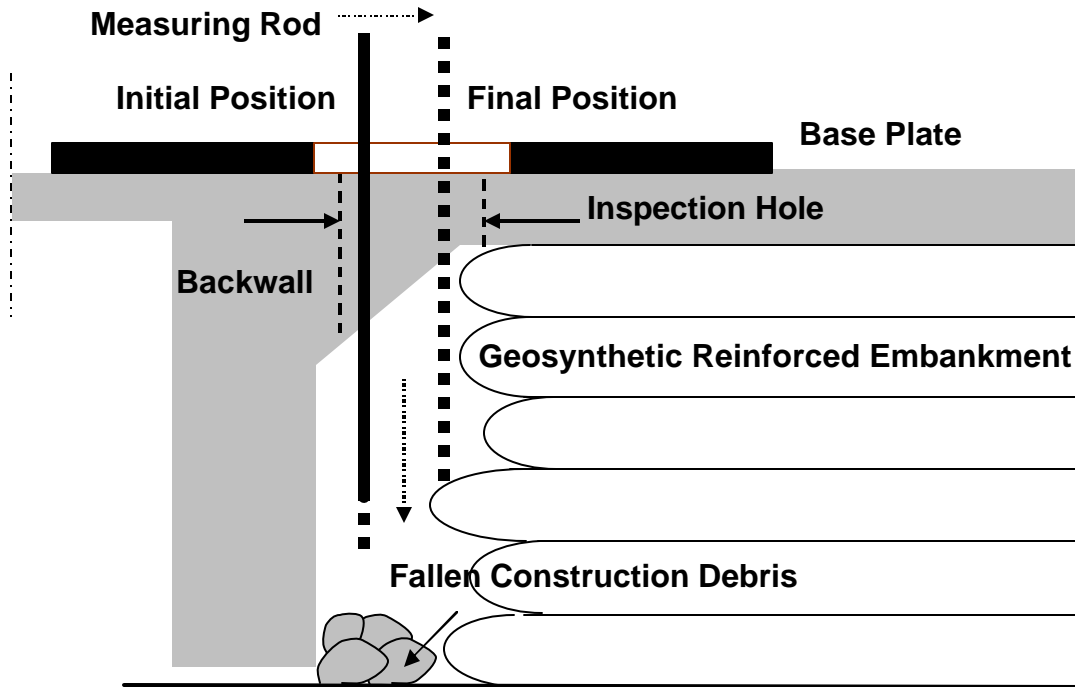 Measuring Rod
Initial Position
Final Position
Base Plate
Inspection Hole
Backwall
Geosynthetic Reinforced Embankment
Fallen Construction Debris